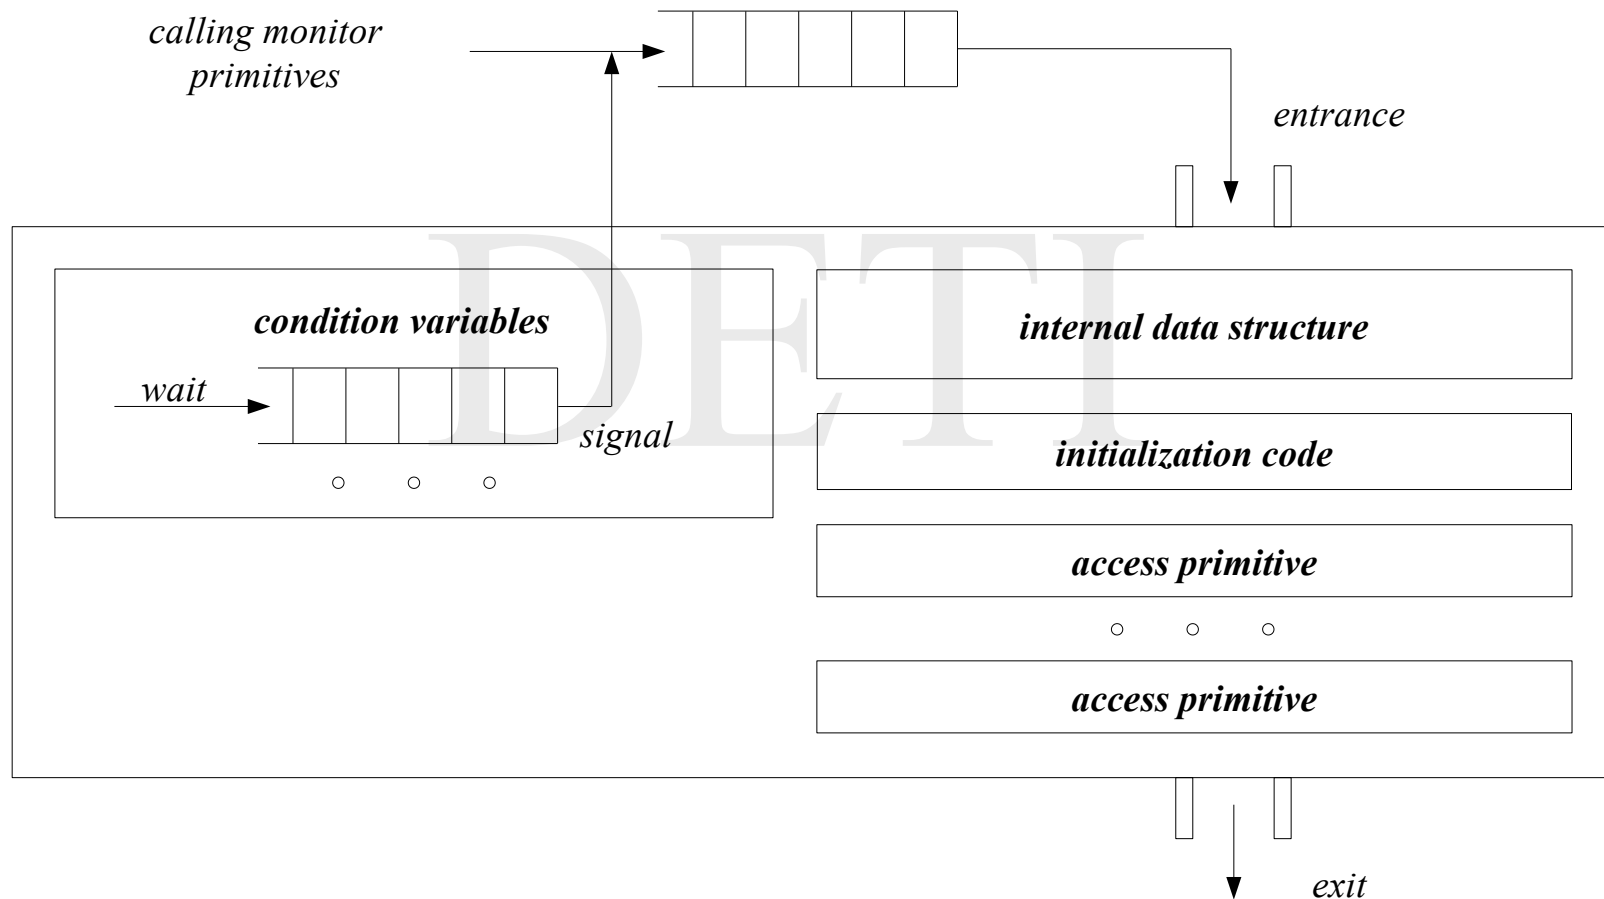 calling monitor
primitives
entrance
DETI
condition variables
internal data structure
wait
signal
initialization code
access primitive
access primitive
exit